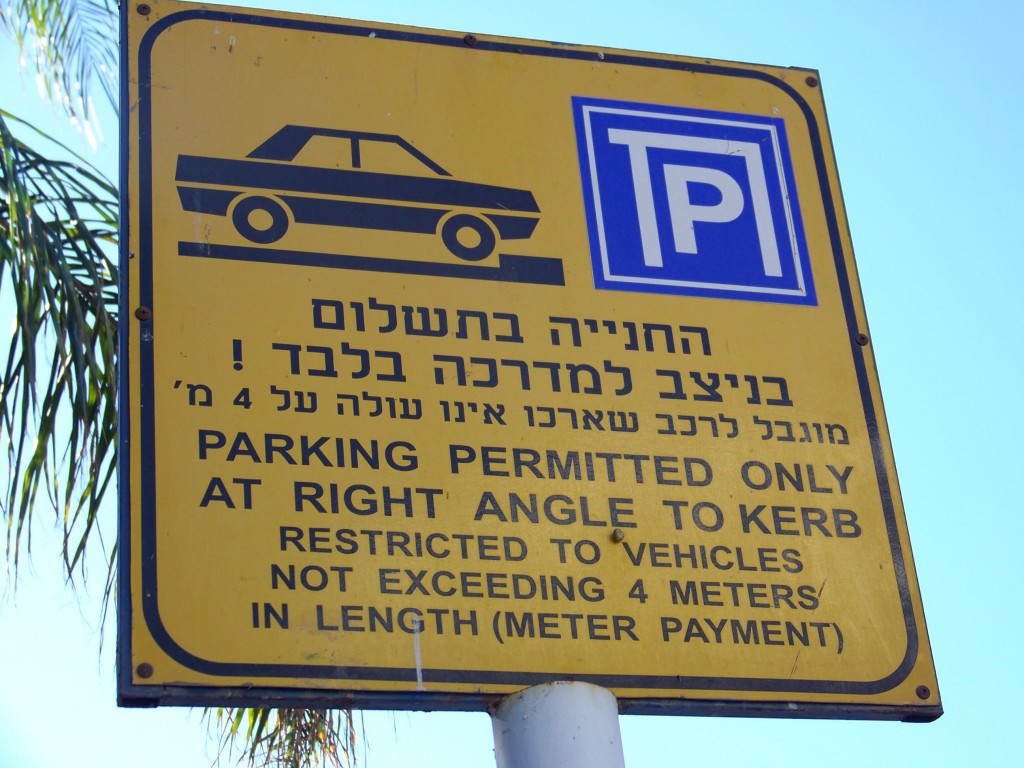 P
החנייה בתשלום
בניצב למדרכה בלבד !
מוגבל לרכב שארכו אינו עולה על 4 מ'
PARKING PERMITTED ONLY
AT RIGHT ANGLE TO KERB
RESTRICTED TO VEHICLES
NOT EXCEEDING 4 METERS
IN LENGTH (METER PAYMENT)